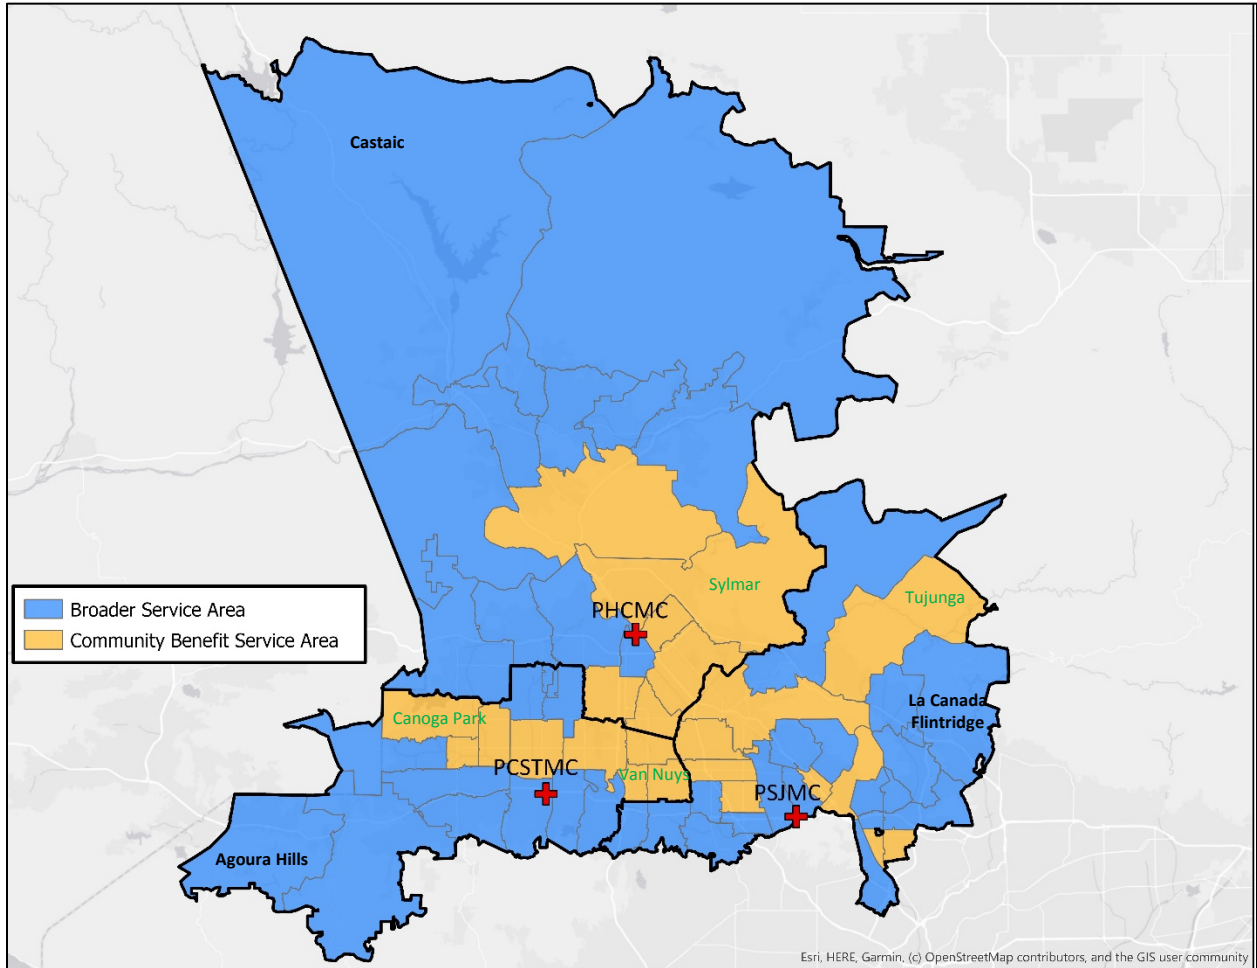 Castaic
Sylmar
Tujunga
Broader Service Area
Community Benefit Service Area
PHCMC
La Canada
Flintridge
Canoga Park
PCSTMC
Van Nuys
PSJMC
Agoura Hills
Esri, HERE, Garmin, (c) OpenStreetMap contributors, and the GIS user community